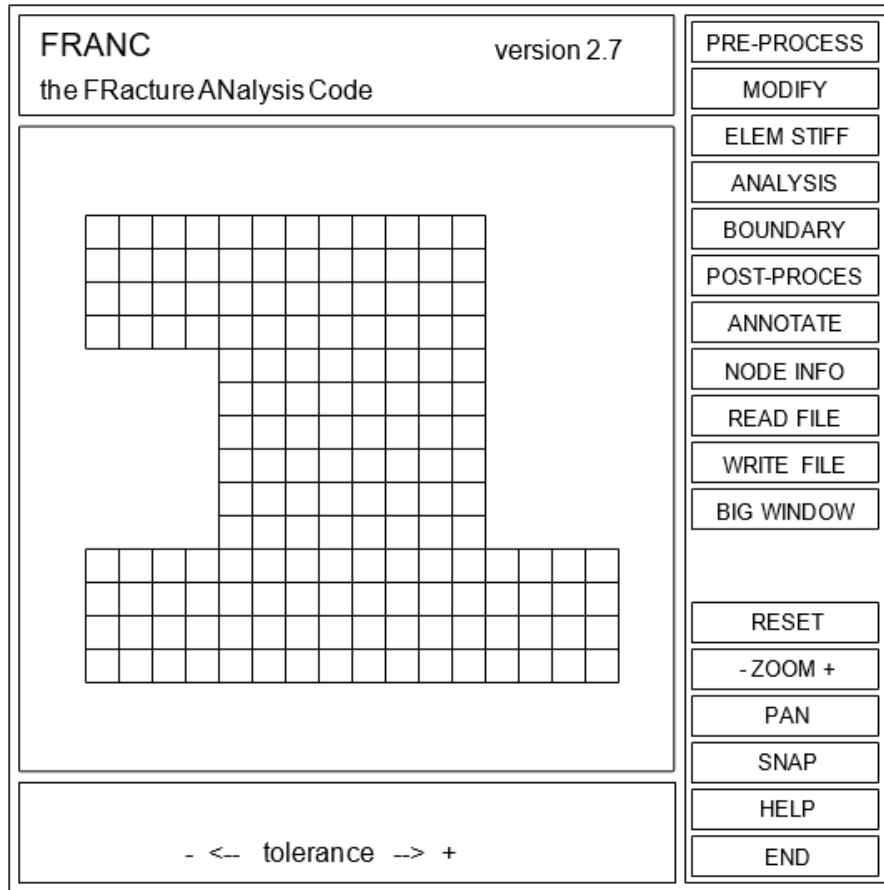 FRANC
version 2.7
the FRacture ANalysis Code
PRE-PROCESS
MODIFY
ELEM STIFF
ANALYSIS
BOUNDARY
POST-PROCES
ANNOTATE
NODE INFO
READ FILE
WRITE FILE
BIG WINDOW
RESET
- ZOOM +
PAN
SNAP
HELP
END
- <-- tolerance --> +